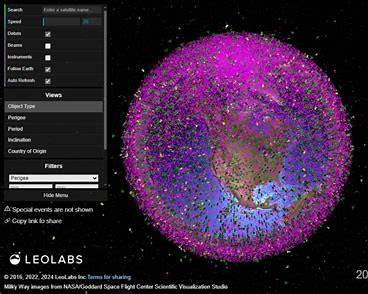 Search Enter a satellite name...
Speed
Debris
Beams
Instruments
Follow Earth
Auto Refresh
Views
Object Type
Perigee
Period
Inclination
Country of Origin
Filters
Perigee
Hide Menu
Special events are not shown
Copy link to share
LEOLABS
© 2016, 2022, 2024 LeoLabs Inc Terms for sharing
Milky Way images from NASA/Goddard Space Flight Center Scientific Visualization Studio
20